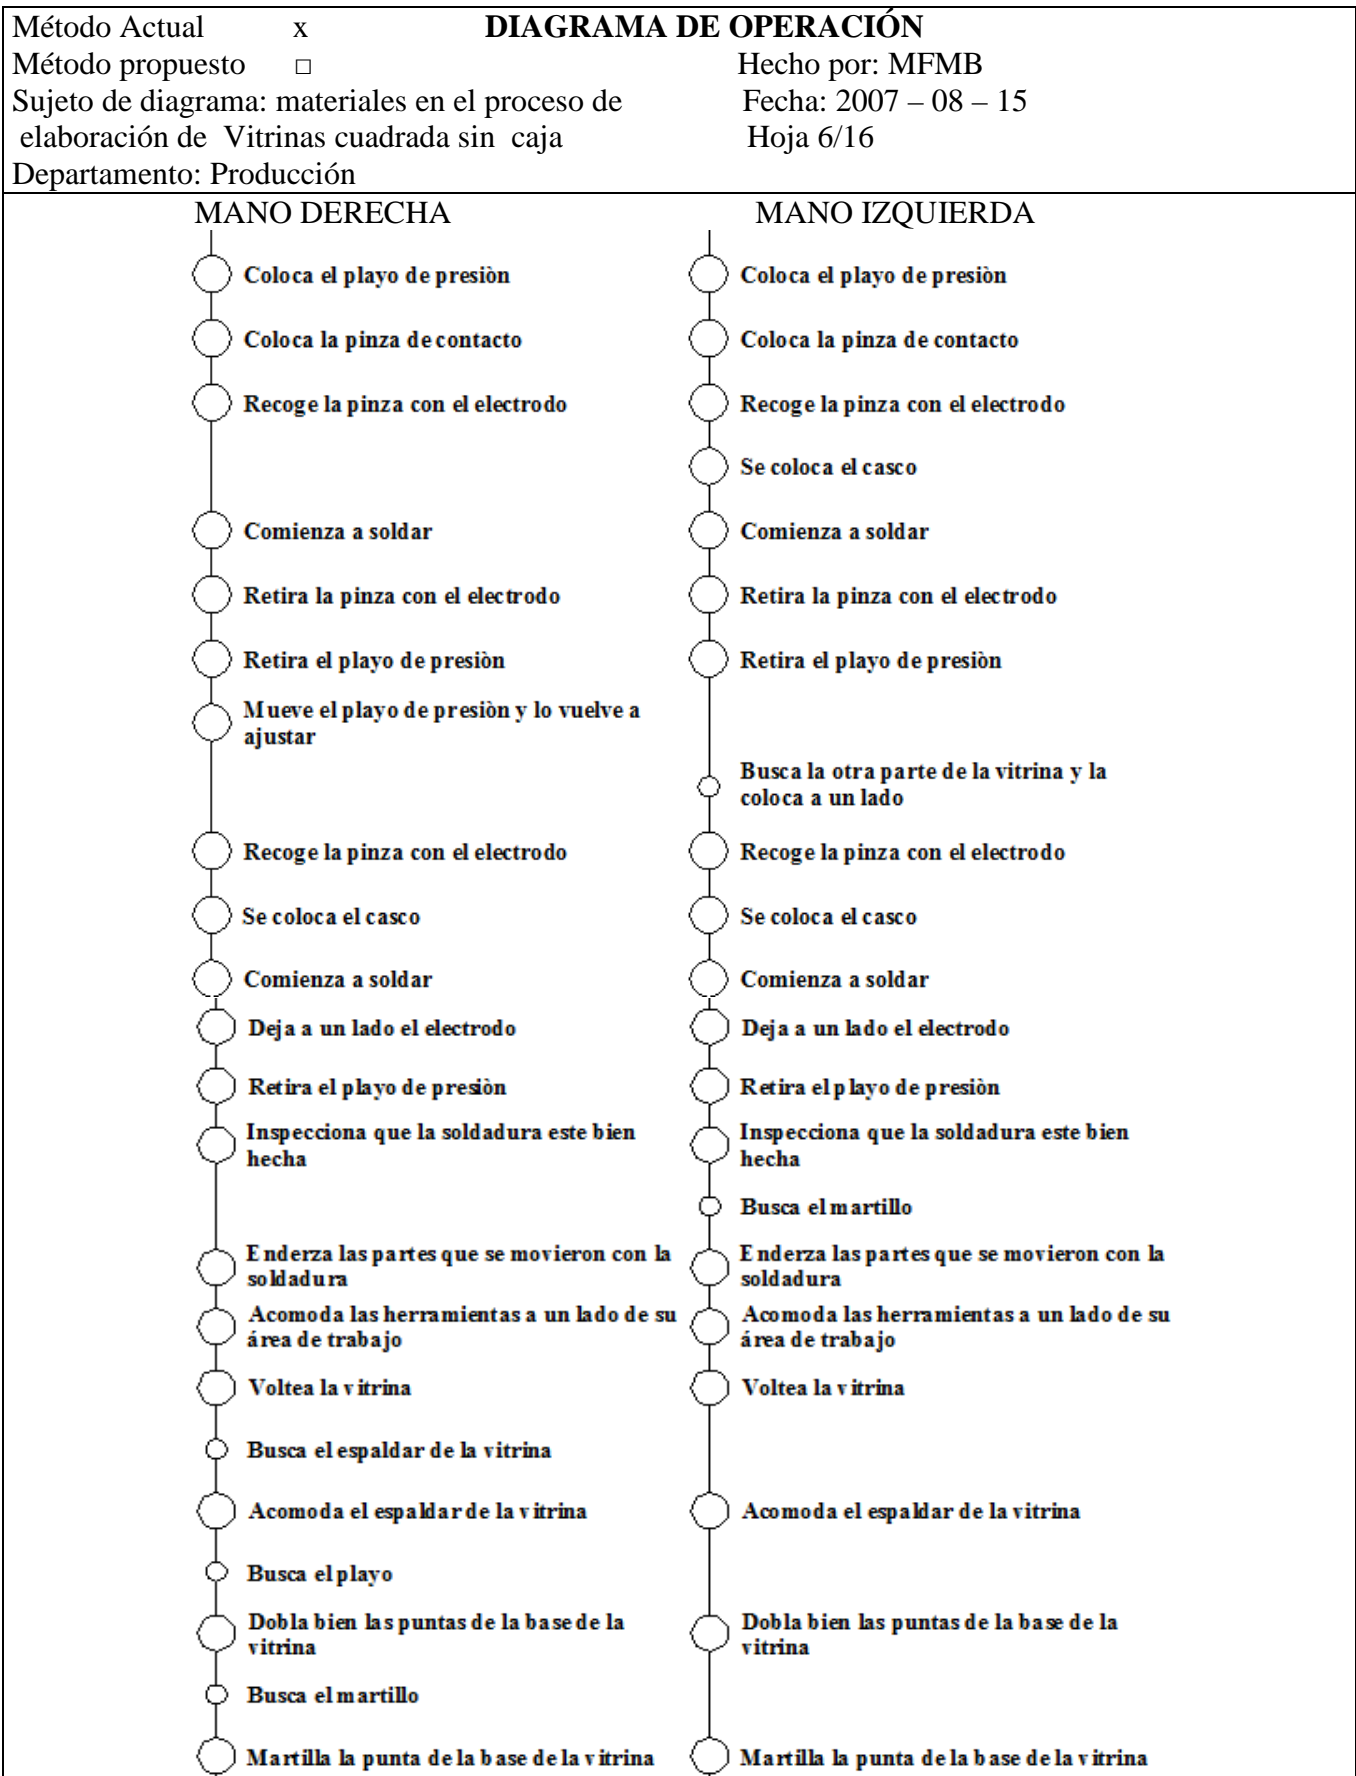 Método Actual x DIAGRAMA DE OPERACIÓN
Método propuesto □ Hecho por: MFMB
Sujeto de diagrama: materiales en el proceso de Fecha: 2007 – 08 – 15
elaboración de Vitrinas cuadrada sin caja Hoja 6/16
Departamento: Producción
MANO DERECHA MANO IZQUIERDA
Coloca el playo de presiòn Coloca el playo de presiòn
Coloca la pinza de contacto Coloca la pinza de contacto
Recoge la pinza con el electrodo Recoge la pinza con el electrodo
Se coloca el casco
Comienza a soldar Comienza a soldar
Retira la pinza con el electrodo Retira la pinza con el electrodo
Retira el playo de presiòn Retira el playo de presiòn
Mueve el playo de presiòn y lo vuelve a
ajustar
Busca la otra parte de la vitrina y la
coloca a un lado
Recoge la pinza con el electrodo Recoge la pinza con el electrodo
Se coloca el casco Se coloca el casco
Comienza a soldar Comienza a soldar
Deja a un lado el electrodo Deja a un lado el electrodo
Retira el playo de presiòn Retira el playo de presiòn
Inspecciona que la soldadura este bien Inspecciona que la soldadura este bien
hecha hecha
Busca el martillo
Enderza las partes que se movieron con la Enderza las partes que se movieron con la
soldadura soldadura
Acomoda las herramientas a un lado de su Acomoda las herramientas a un lado de su
área de trabajo área de trabajo
Voltea la vitrina Voltea la vitrina
Busca el espaldar de la vitrina
Acomoda el espaldar de la vitrina Acomoda el espaldar de la vitrina
Busca el playo
Dobla bien las puntas de la base de la Dobla bien las puntas de la base de la
vitrina vitrina
Busca el martillo
Martilla la punta de la base de la vitrina Martilla la punta de la base de la vitrina